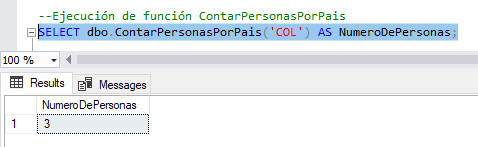 --Ejecución de función ContarPersonasPorPais
SELECT dbo.ContarPersonasPorPais('COL') AS NumeroDePersonas;
100 %
Results Messages
NumeroDePersonas
1 3